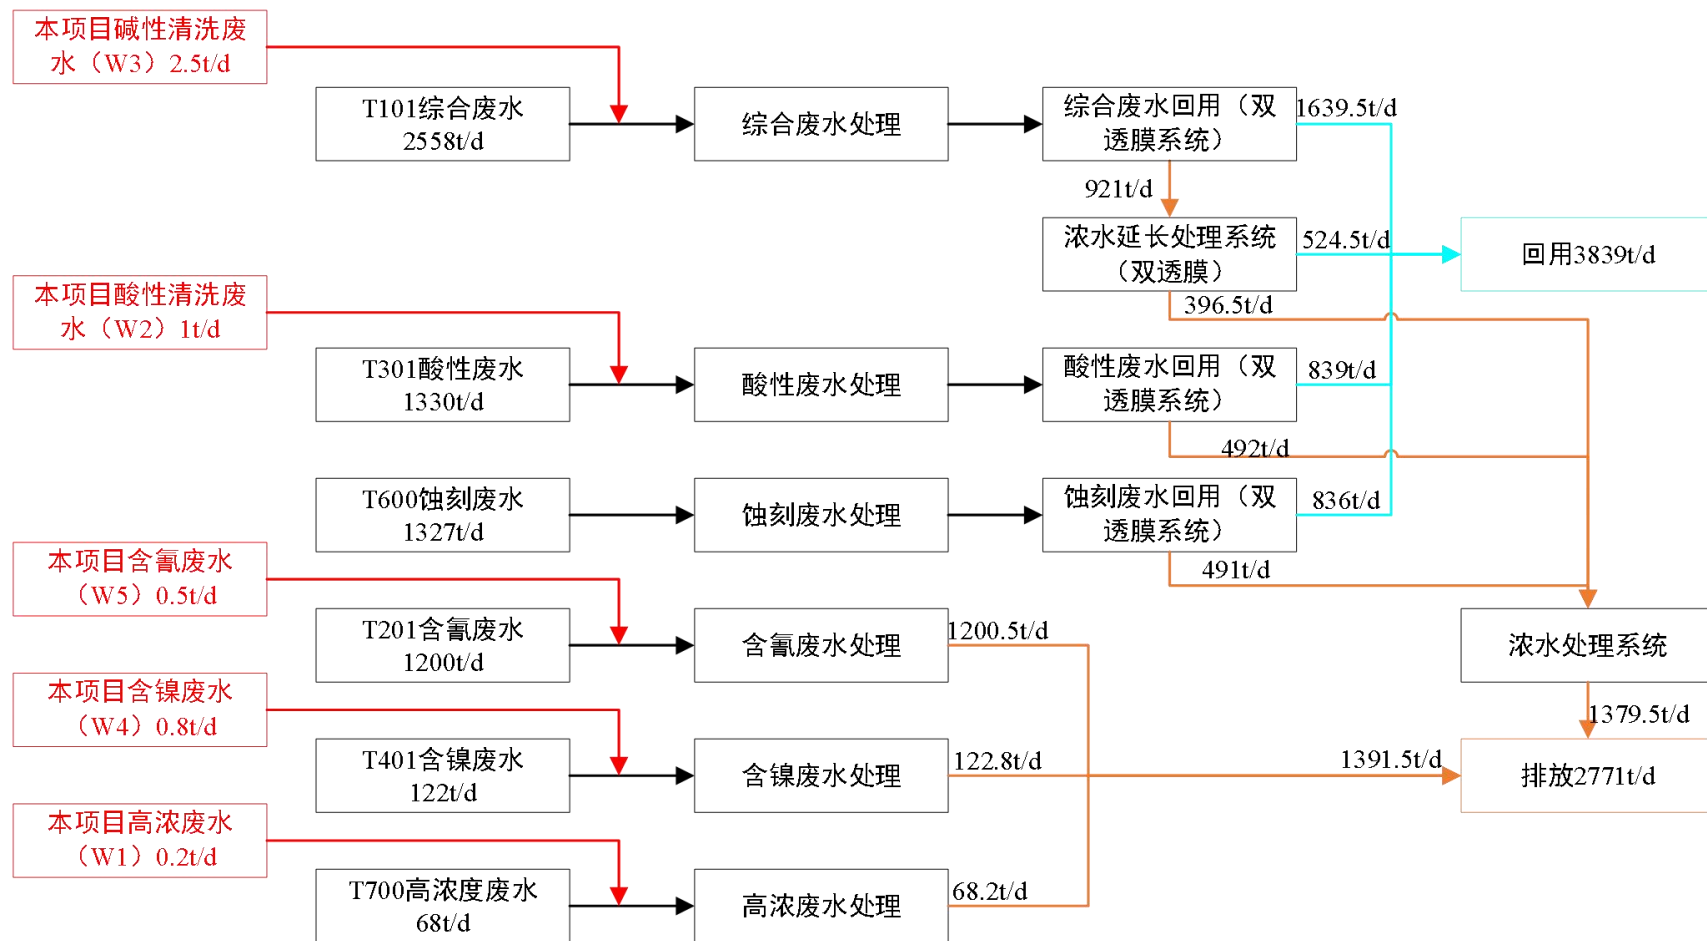 本项目碱性清洗废
水（W3）2.5t/d
T101综合废水
2558t/d
综合废水处理
综合废水回用（双
透膜系统）
1639.5t/d
921t/d
浓水延长处理系统
（双透膜）
524.5t/d
回用3839t/d
396.5t/d
本项目酸性清洗废
水（W2）1t/d
T301酸性废水
1330t/d
酸性废水处理
酸性废水回用（双
透膜系统）
839t/d
492t/d
T600蚀刻废水
1327t/d
蚀刻废水处理
蚀刻废水回用（双
透膜系统）
836t/d
491t/d
本项目含氰废水
（W5）0.5t/d
T201含氰废水
1200t/d
含氰废水处理
1200.5t/d
浓水处理系统
1379.5t/d
本项目含镍废水
（W4）0.8t/d
T401含镍废水
122t/d
含镍废水处理
122.8t/d
1391.5t/d
排放2771t/d
本项目高浓废水
（W1）0.2t/d
T700高浓度废水
68t/d
高浓废水处理
68.2t/d